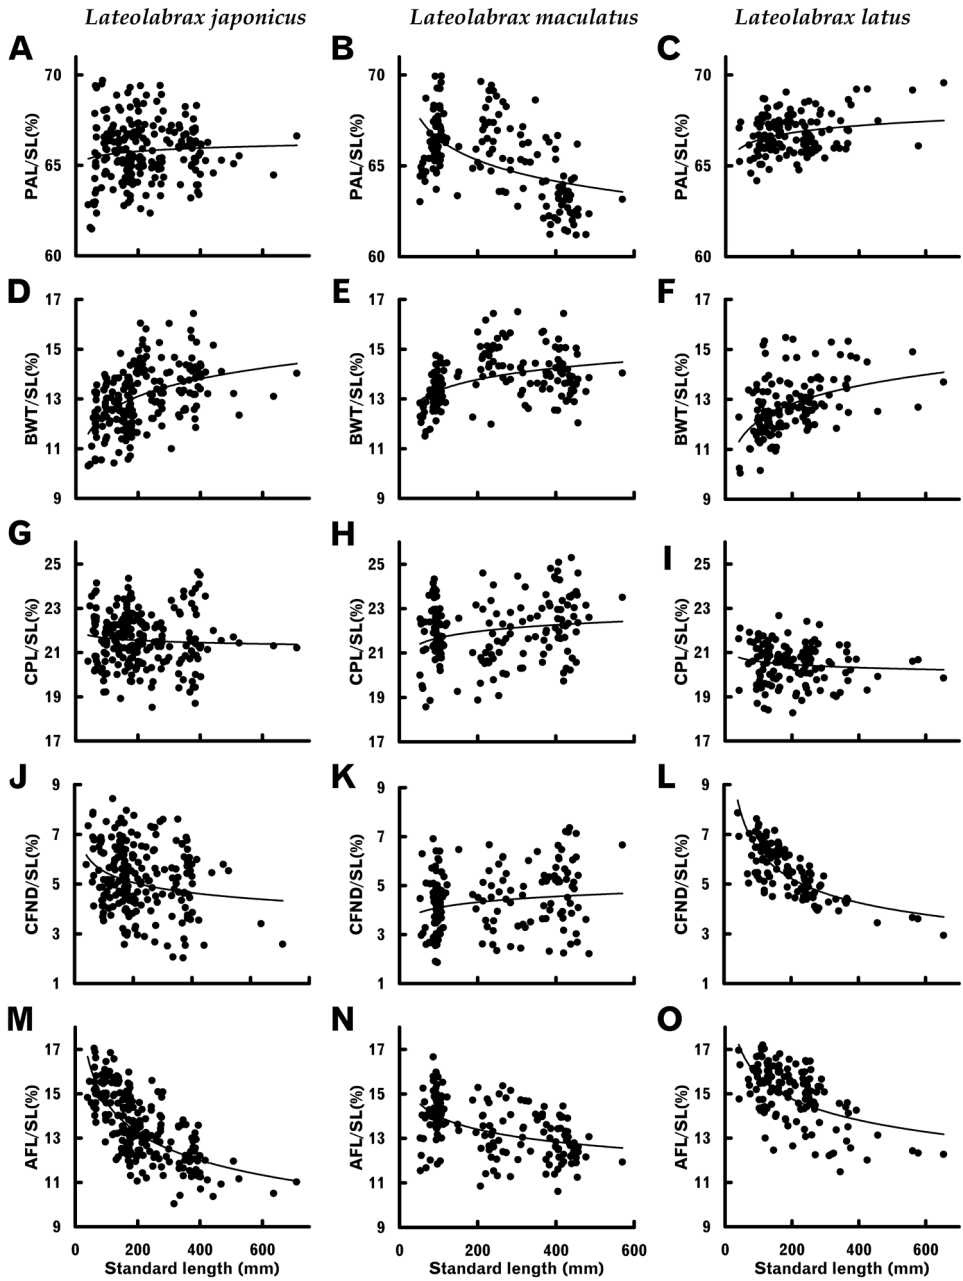 Lateolabrax japonicus Lateolabrax maculatus Lateolabrax latus
A B C
70 70 70
PAL/SL(%) PAL/SL(%) PAL/SL(%)
65 65 65
60 60 60
D E F
17 17 17
15 15 15
BWT/SL(%) BWT/SL(%) BWT/SL(%)
13 13 13
11 11 11
9 9 9
G H I
25 25 25
23 23 23
CPL/SL(%) CPL/SL(%) CPL/SL(%)
21 21 21
19 19 19
17 17 17
J K L
9 9 9
7 7 7
CFND/SL(%) CFND/SL(%) CFND/SL(%)
5 5 5
3 3 3
1 1 1
M N O
17 17 17
15 15 15
AFL/SL(%) AFL/SL(%) AFL/SL(%)
13 13 13
11 11 11
9 9 9
0 200 400 600 0 200 400 600 0 200 400 600
Standard length (mm) Standard length (mm) Standard length (mm)